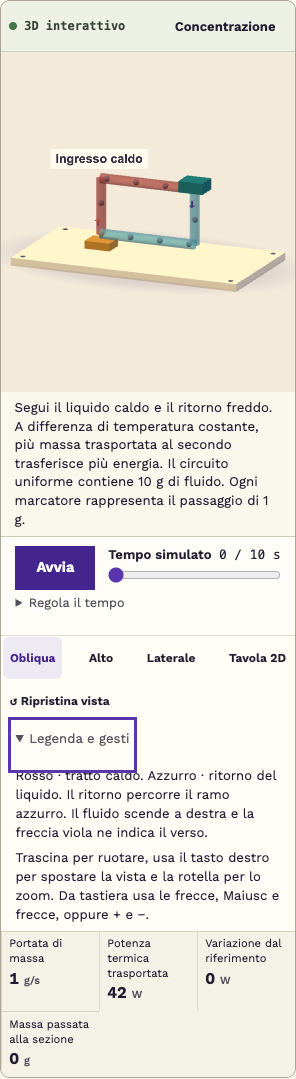 3D interattivo
Concentrazione
Ingresso caldo
Segui il liquido caldo e il ritorno freddo.
A differenza di temperatura costante,
più massa trasportata al secondo
trasferisce più energia. Il circuito
uniforme contiene 10 g di fluido. Ogni
marcatore rappresenta il passaggio di 1
g.
Avvia
Tempo simulato 0 / 10 s
▶ Regola il tempo
Obliqua
Alto
Laterale
Tavola 2D
↺ Ripristina vista
▼ Legenda e gesti
Rosso · tratto caldo. Azzurro · ritorno del
liquido. Il ritorno percorre il ramo
azzurro. Il fluido scende a destra e la
freccia viola ne indica il verso.
Trascina per ruotare, usa il tasto destro
per spostare la vista e la rotella per lo
zoom. Da tastiera usa le frecce, Maiusc e
frecce, oppure + e −.
Portata di
massa
1 g/s
Potenza
termica
trasportata
42 W
Variazione dal
riferimento
0 W
Massa passata
alla sezione
0 g